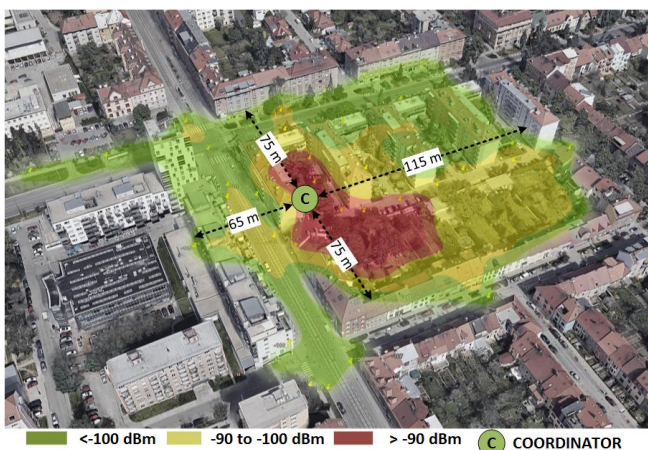 75 m
115 m
C
65 m
75 m
<-100 dBm -90 to -100 dBm > -90 dBm C COORDINATOR